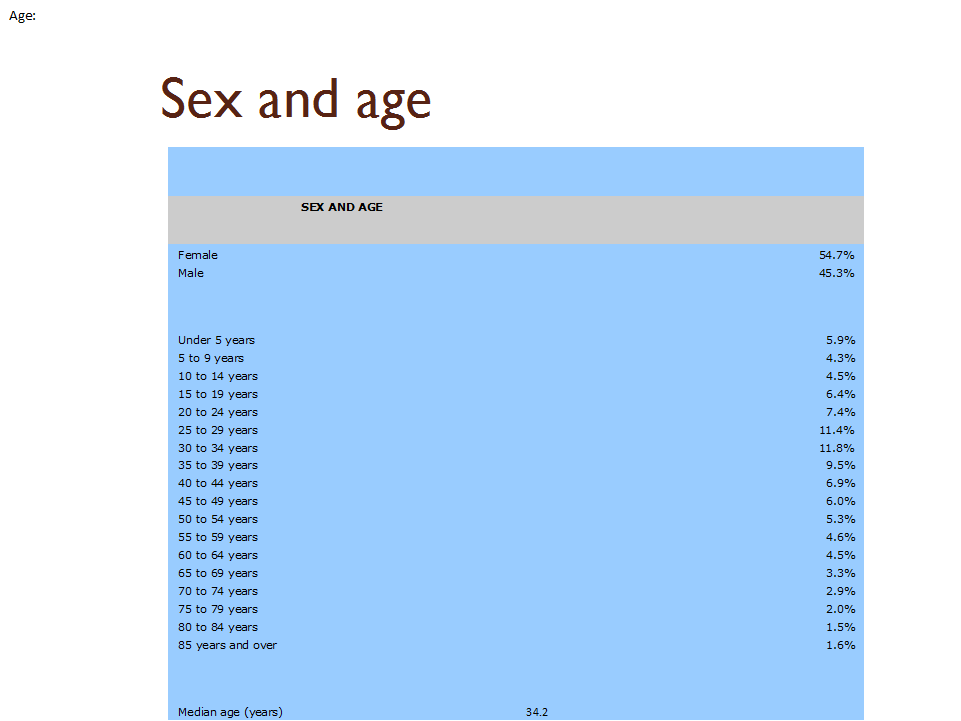 Age:
Sex and age
SEX AND AGE
Female 54.7%
Male 45.3%
Under 5 years 5.9%
5 to 9 years 4.3%
10 to 14 years 4.5%
15 to 19 years 6.4%
20 to 24 years 7.4%
25 to 29 years 11.4%
30 to 34 years 11.8%
35 to 39 years 9.5%
40 to 44 years 6.9%
45 to 49 years 6.0%
50 to 54 years 5.3%
55 to 59 years 4.6%
60 to 64 years 4.5%
65 to 69 years 3.3%
70 to 74 years 2.9%
75 to 79 years 2.0%
80 to 84 years 1.5%
85 years and over 1.6%
Median age (years) 34.2